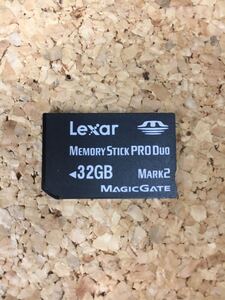 Lexar
MEMORY STICK PRO DUO
◄32GB MARK2
MAGICGATE